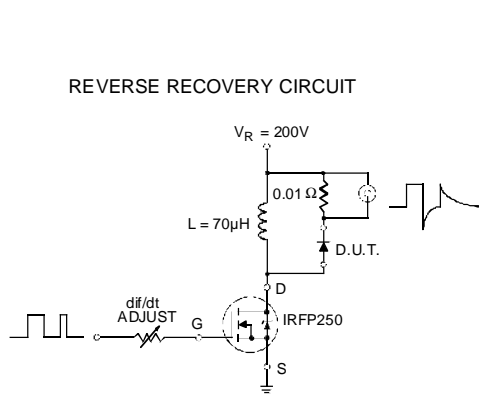 REVERSE RECOVERY CIRCUIT
VR = 200V
0.01 Ω
L = 70µH
D.U.T.
dif/dt
ADJUST
D
G
IRFP250
S